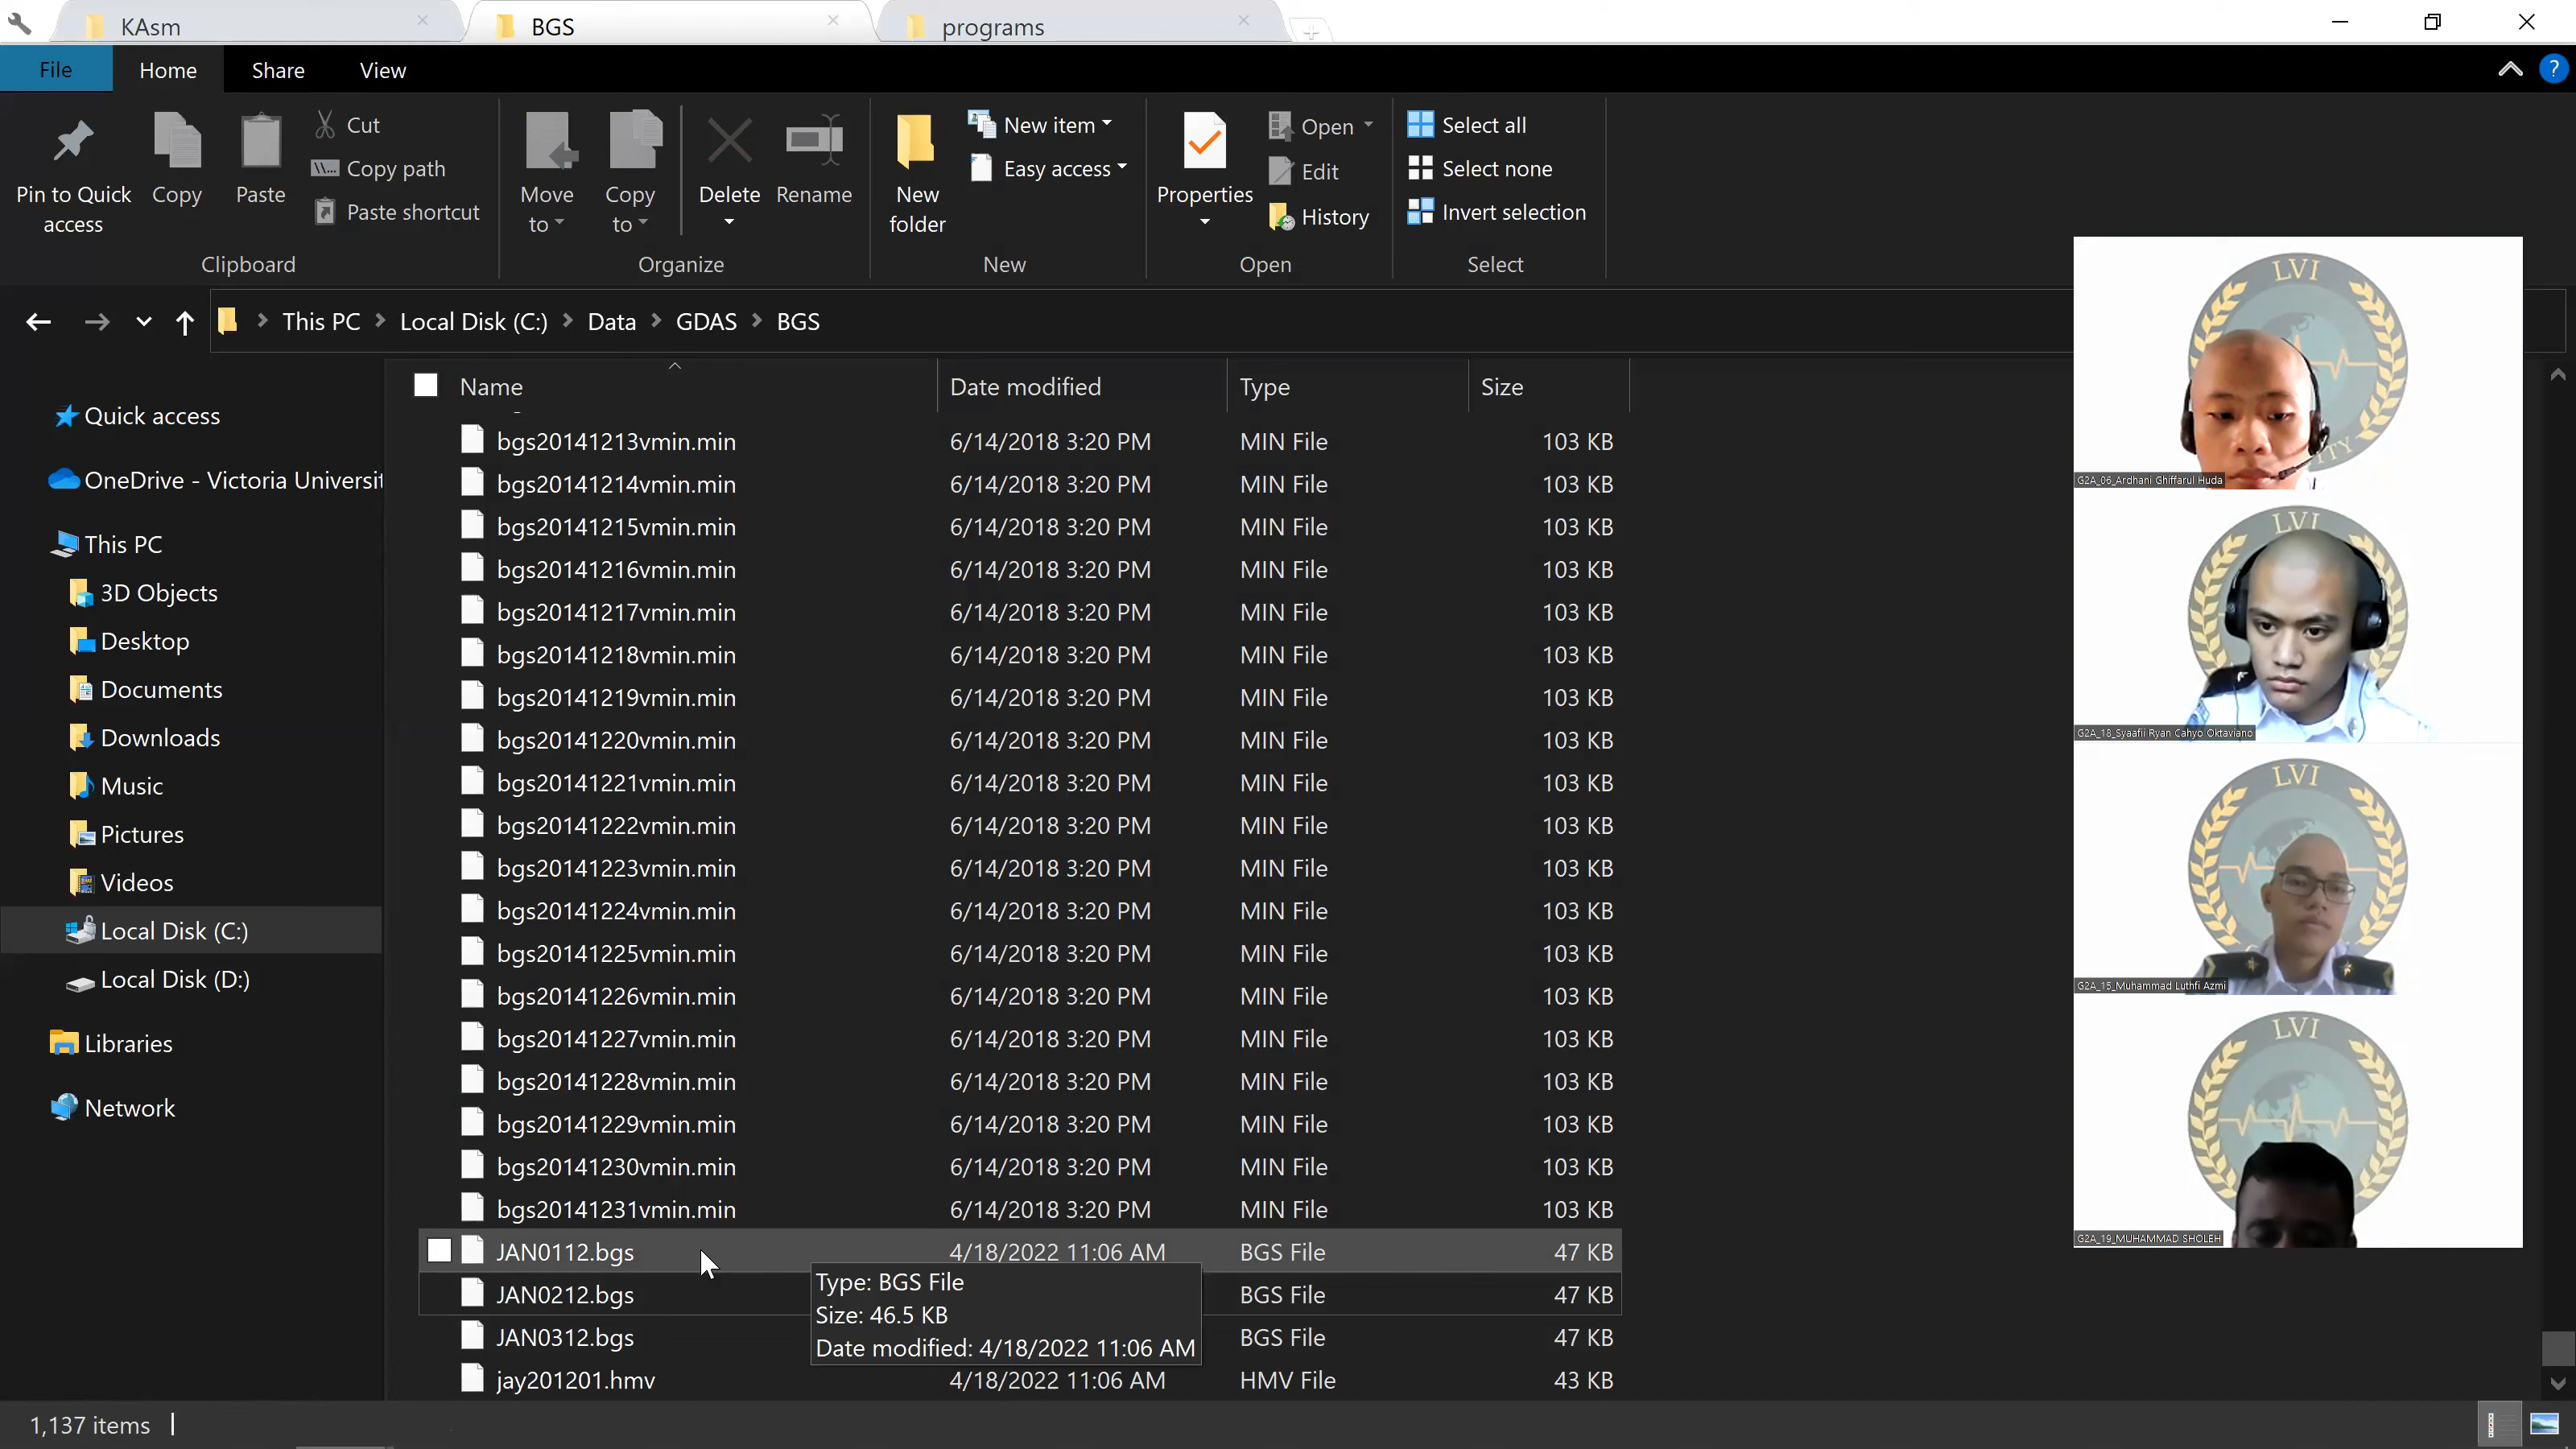 KAsm
BGS
programs
File
Home
Share
View
?
Pin to Quick access
Copy
Paste
Cut
Copy path
Paste shortcut
Clipboard
Move to
Copy to
Delete
Rename
Organize
New folder
New item
Easy access
New
Properties
Open
Edit
History
Open
Select all
Select none
Invert selection
Select
This PC
Local Disk (C:)
Data
GDAS
BGS
Quick access
OneDrive - Victoria Universit
This PC
3D Objects
Desktop
Documents
Downloads
Music
Pictures
Videos
Local Disk (C:)
Local Disk (D:)
Libraries
Network
Name Date modified Type Size
bgs20141213vmin.min 6/14/2018 3:20 PM MIN File 103 KB
bgs20141214vmin.min 6/14/2018 3:20 PM MIN File 103 KB
bgs20141215vmin.min 6/14/2018 3:20 PM MIN File 103 KB
bgs20141216vmin.min 6/14/2018 3:20 PM MIN File 103 KB
bgs20141217vmin.min 6/14/2018 3:20 PM MIN File 103 KB
bgs20141218vmin.min 6/14/2018 3:20 PM MIN File 103 KB
bgs20141219vmin.min 6/14/2018 3:20 PM MIN File 103 KB
bgs20141220vmin.min 6/14/2018 3:20 PM MIN File 103 KB
bgs20141221vmin.min 6/14/2018 3:20 PM MIN File 103 KB
bgs20141222vmin.min 6/14/2018 3:20 PM MIN File 103 KB
bgs20141223vmin.min 6/14/2018 3:20 PM MIN File 103 KB
bgs20141224vmin.min 6/14/2018 3:20 PM MIN File 103 KB
bgs20141225vmin.min 6/14/2018 3:20 PM MIN File 103 KB
bgs20141226vmin.min 6/14/2018 3:20 PM MIN File 103 KB
bgs20141227vmin.min 6/14/2018 3:20 PM MIN File 103 KB
bgs20141228vmin.min 6/14/2018 3:20 PM MIN File 103 KB
bgs20141229vmin.min 6/14/2018 3:20 PM MIN File 103 KB
bgs20141230vmin.min 6/14/2018 3:20 PM MIN File 103 KB
bgs20141231vmin.min 6/14/2018 3:20 PM MIN File 103 KB
JAN0112.bgs 4/18/2022 11:06 AM BGS File 47 KB
JAN0212.bgs BGS File 47 KB
JAN0312.bgs BGS File 47 KB
jay201201.hmv 4/18/2022 11:06 AM HMV File 43 KB
Type: BGS File
Size: 46.5 KB
Date modified: 4/18/2022 11:06 AM
1,137 items
LVI
G2A_06_Ardhani Ghiffarul Huda
LVI
G2A_18_Syaafii Ryan Cahyo Oktaviano
LVI
G2A_15_Muhammad Luthfi Azmi
LVI
G2A_19_MUHAMMAD SHOLEH